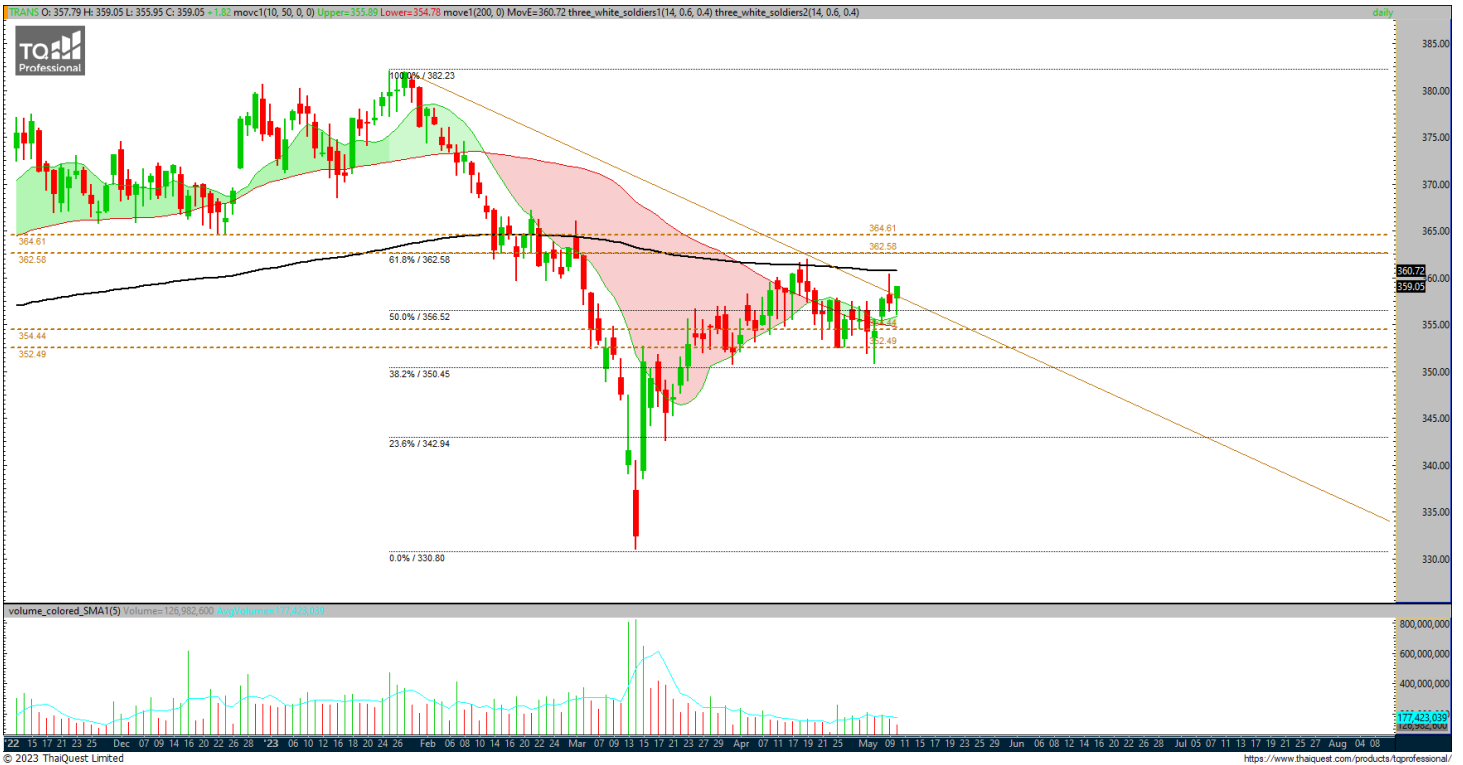 TRANS O: 357.79 H: 359.05 L: 355.95 C: 359.05 +1.82 movc1(10, 50, 0, 0) Upper=355.89 Lower=354.78 move1(200, 0) MovE=360.72 three_white_soldiers1(14, 0.6, 0.4) three_white_soldiers2(14, 0.6, 0.4) daily
TQ
Professional
385.00
100.0% / 382.23
380.00
375.00
370.00
365.00
364.61
364.61
362.58
362.58
61.8% / 362.58
360.72
360.00
359.05
50.0% / 356.52
355.00
354.44
352.49
352.49
350.00
38.2% / 350.45
345.00
23.6% / 342.94
340.00
335.00
330.00
0.0% / 330.80
volume_colored_SMA1(5) Volume=126,982,600 AvgVolume=177,423,039
800,000,000
600,000,000
400,000,000
177,423,039
126,982,600
'22 15 17 21 23 25 Dec 07 09 14 16 20 22 26 28 '23 06 10 12 16 18 20 24 26 Feb 06 08 10 14 16 20 22 24 Mar 07 09 13 15 17 21 23 27 29 Apr 07 11 13 17 19 21 25 May 09 11 15 17 19 23 25 29 Jun 06 08 12 14 16 20 22 26 28 Jul 05 07 11 13 17 19 21 25 27 Aug 04 08
© 2023 ThaiQuest Limited
https://www.thaiquest.com/products/tqprofessional/